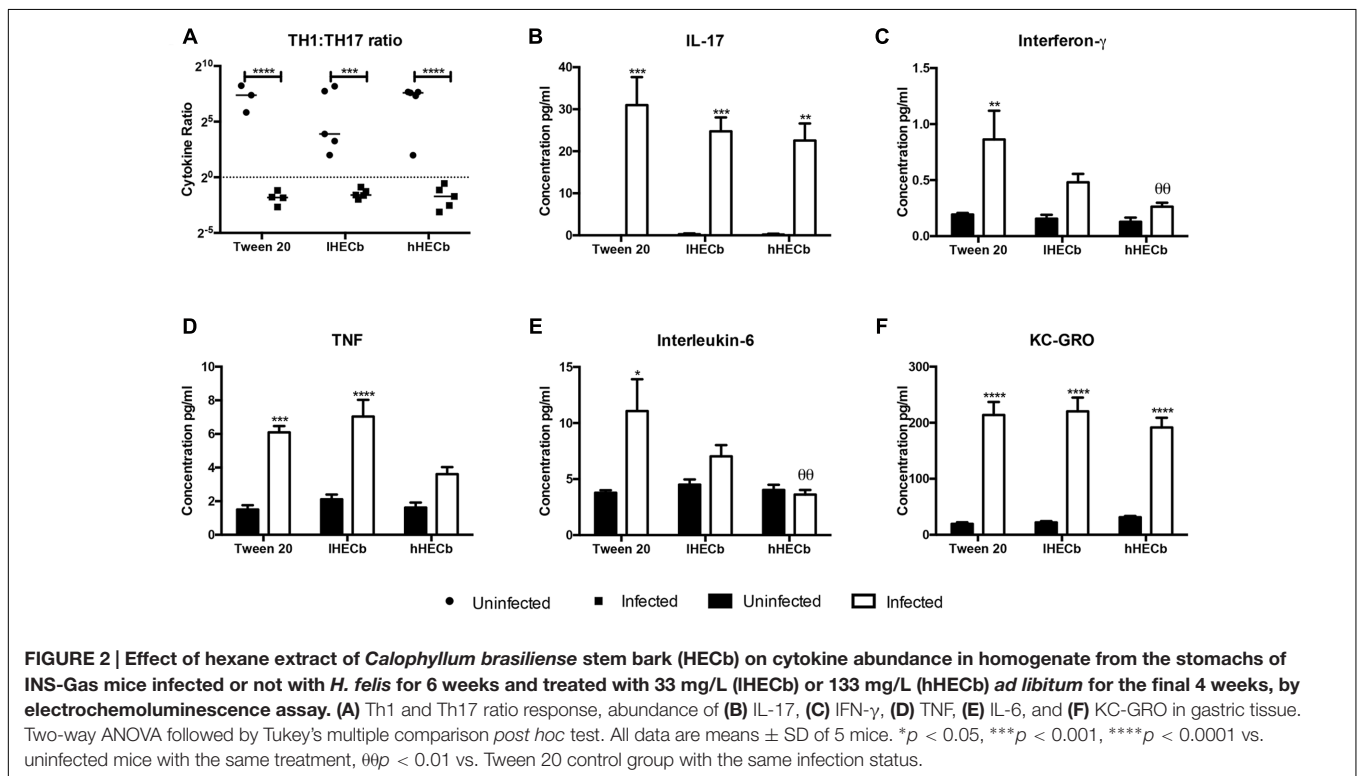 A
TH1:TH17 ratio
Cytokine Ratio
2^10
2^5
2^0
2^-5
**** *** ****
Tween 20 lHECb hHECb
B
IL-17
Concentration pg/ml
40
30
20
10
0
*** *** **
Tween 20 lHECb hHECb
C
Interferon-γ
Concentration pg/ml
1.5
1.0
0.5
0.0
** θθ
Tween 20 lHECb hHECb
D
TNF
Concentration pg/ml
10
8
6
4
2
0
*** ****
Tween 20 lHECb hHECb
E
Interleukin-6
Concentration pg/ml
15
10
5
0
* θθ
Tween 20 lHECb hHECb
F
KC-GRO
Concentration pg/ml
300
200
100
0
**** **** ****
Tween 20 lHECb hHECb
Uninfected Infected Uninfected Infected
FIGURE 2 | Effect of hexane extract of Calophyllum brasiliense stem bark (HECb) on cytokine abundance in homogenate from the stomachs of
INS-Gas mice infected or not with H. felis for 6 weeks and treated with 33 mg/L (lHECb) or 133 mg/L (hHECb) ad libitum for the final 4 weeks, by
electrochemoluminescence assay. (A) Th1 and Th17 ratio response, abundance of (B) IL-17, (C) IFN-γ, (D) TNF, (E) IL-6, and (F) KC-GRO in gastric tissue.
Two-way ANOVA followed by Tukey's multiple comparison post hoc test. All data are means ± SD of 5 mice. *p < 0.05, ***p < 0.001, ****p < 0.0001 vs.
uninfected mice with the same treatment, θθp < 0.01 vs. Tween 20 control group with the same infection status.